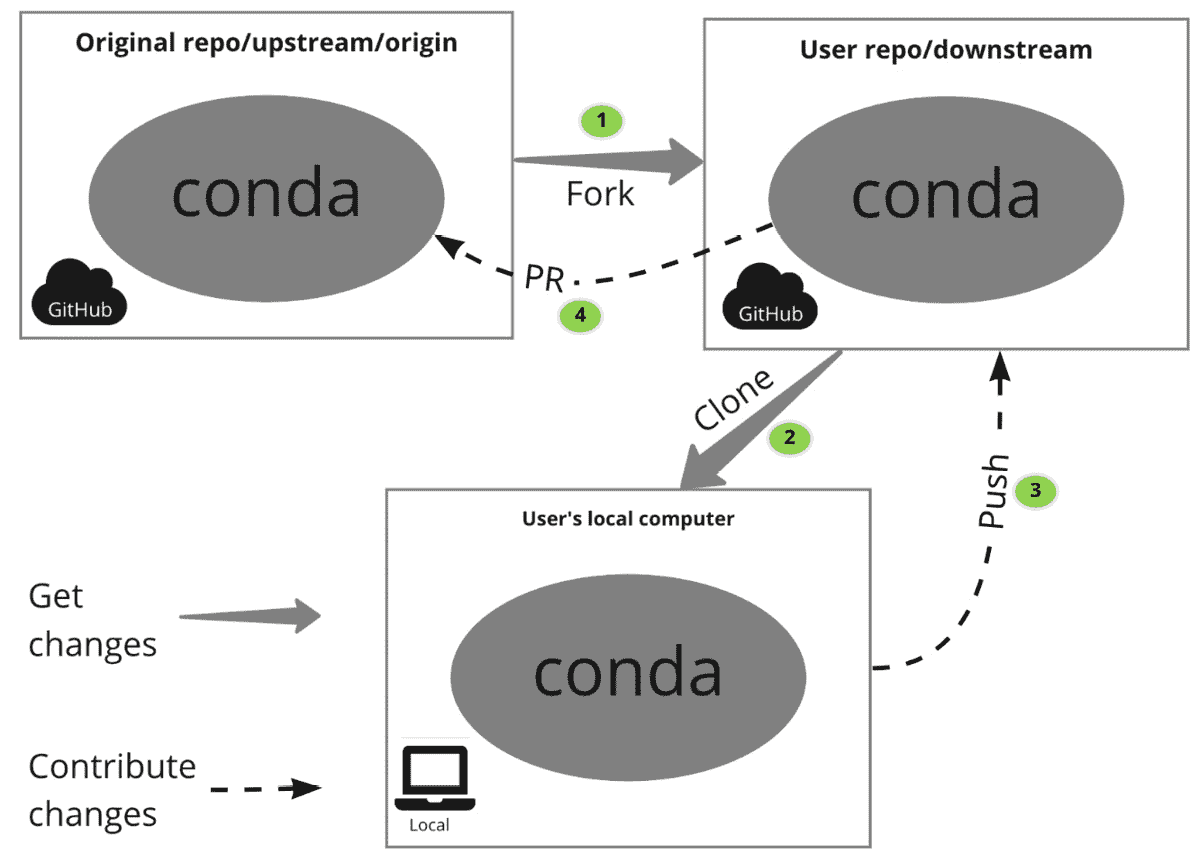 Original repo/upstream/origin
conda
GitHub
1
Fork
PR
4
User repo/downstream
conda
GitHub
Clone
2
Push
3
User's local computer
conda
Local
Get
changes
Contribute
changes